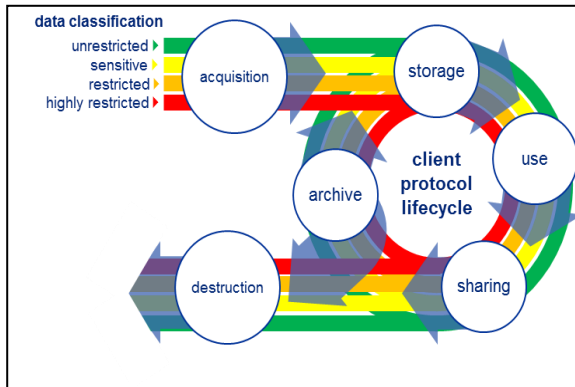 data classification
unrestricted
sensitive
restricted
highly restricted
acquisition
storage
use
sharing
archive
destruction
client
protocol
lifecycle